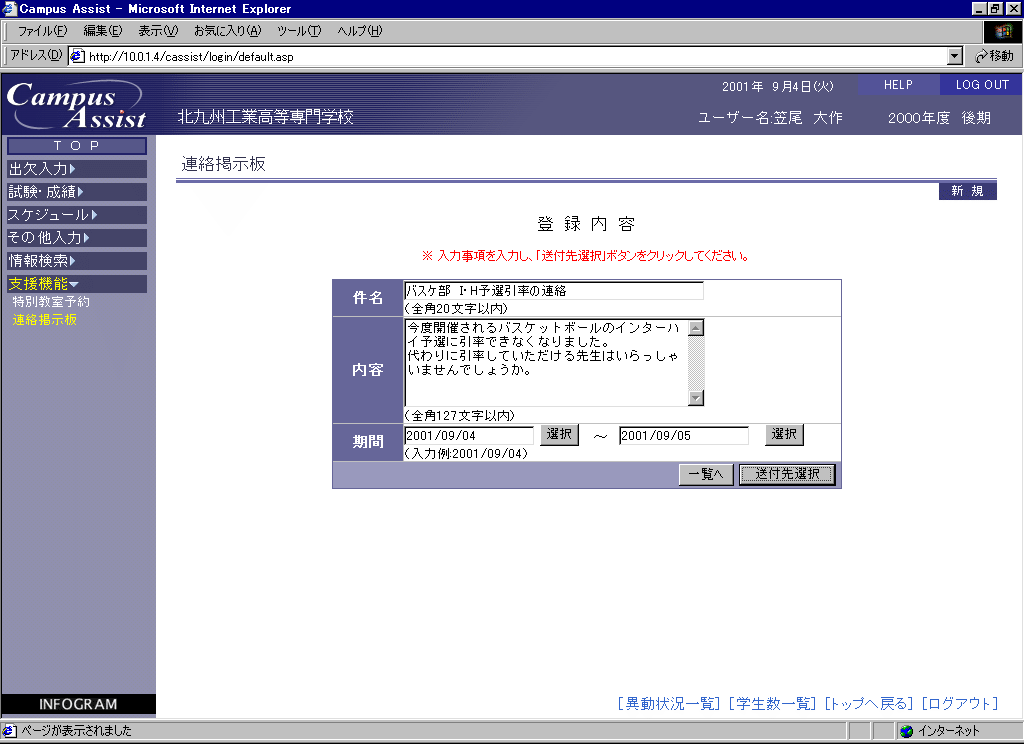 Campus Assist - Microsoft Internet Explorer
ファイル(F) 編集(E) 表示(V) お気に入り(A) ツール(T) ヘルプ(H)
アドレス(D) http://10.0.1.4/cassist/login/default.asp 移動
Campus Assist
2001年 9月4日(火) HELP LOG OUT
北九州工業高等専門学校 ユーザー名:笠尾 大作 2000年度 後期
TOP
出欠入力
試験・成績
スケジュール
その他入力
情報検索
支援機能
特別教室予約
連絡掲示板
INFOGRAM
連絡掲示板
新 規
登 録 内 容
※ 入力事項を入力し、「送付先選択」ボタンをクリックしてください。
件名 バスケ部 I・H予選引率の連絡
(全角20文字以内)
内容
今度開催されるバスケットボールのインターハ
イ予選に引率できなくなりました。
代わりに引率していただける先生はいらっしゃ
いませんでしょうか。
(全角127文字以内)
期間 2001/09/04 選択 ～ 2001/09/05 選択
(入力例:2001/09/04)
一覧へ 送付先選択
[異動状況一覧] [学生数一覧] [トップへ戻る] [ログアウト]
ページが表示されました インターネット